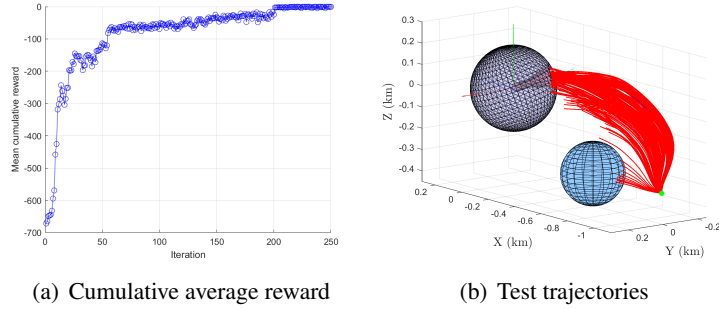 0
-100
-200
-300
-400
-500
-600
-700
Mean cumulative reward
0 50 100 150 200 250
Iteration
(a) Cumulative average reward
0.3
0.2
0.1
0
-0.1
-0.2
-0.3
-0.4
Z (km)
0.2 0 -0.2 -0.4 -0.6 -0.8 -1
X (km)
0.2 0 -0.2
Y (km)
(b) Test trajectories